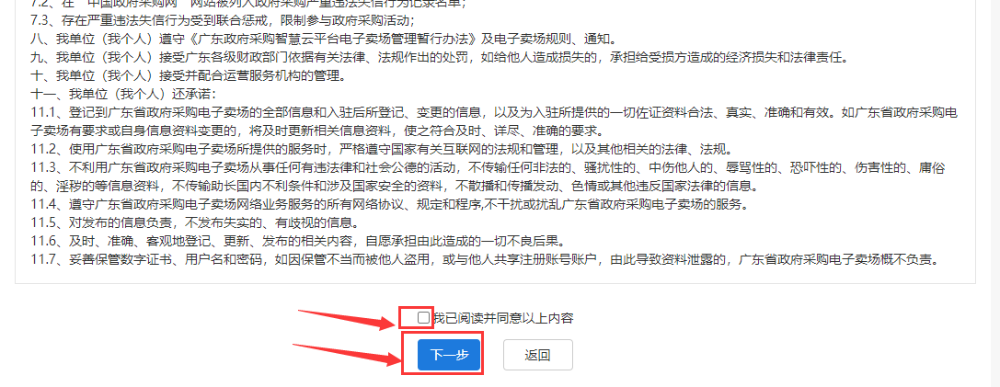 7.2、在“中国政府采购网”网站被列入政府采购严重违法失信行为记录名单；
7.3、存在严重违法失信行为受到联合惩戒，限制参与政府采购活动；
八、我单位（我个人）遵守《广东政府采购智慧云平台电子卖场管理暂行办法》及电子卖场规则、通知。
九、我单位（我个人）接受广东各级财政部门依据有关法律、法规作出的处罚，如给他人造成损失的，承担给受损方造成的经济损失和法律责任。
十、我单位（我个人）接受并配合运营服务机构的管理。
十一、我单位（我个人）还承诺：
11.1、登记到广东省政府采购电子卖场的全部信息和入驻后所登记、变更的信息，以及为入驻所提供的一切佐证资料合法、真实、准确和有效。如广东省政府采购电
子卖场有要求或自身信息资料变更的，将及时更新相关信息资料，使之符合及时、详尽、准确的要求。
11.2、使用广东省政府采购电子卖场所提供的服务时，严格遵守国家有关互联网的法规和管理，以及其他相关的法律、法规。
11.3、不利用广东省政府采购电子卖场从事任何有违法律和社会公德的活动，不传输任何非法的、骚扰性的、中伤他人的、辱骂性的、恐吓性的、伤害性的、庸俗
的、淫秽的等信息资料，不传输助长国内不利条件和涉及国家安全的资料，不散播和传播发动、色情或其他违反国家法律的信息。
11.4、遵守广东省政府采购电子卖场网络业务服务的所有网络协议、规定和程序,不干扰或扰乱广东省政府采购电子卖场的服务。
11.5、对发布的信息负责，不发布失实的、有歧视的信息。
11.6、及时、准确、客观地登记、更新、发布的相关内容，自愿承担由此造成的一切不良后果。
11.7、妥善保管数字证书、用户名和密码，如因保管不当而被他人盗用，或与他人共享注册账号账户，由此导致资料泄露的，广东省政府采购电子卖场概不负责。
我已阅读并同意以上内容
下一步 返回